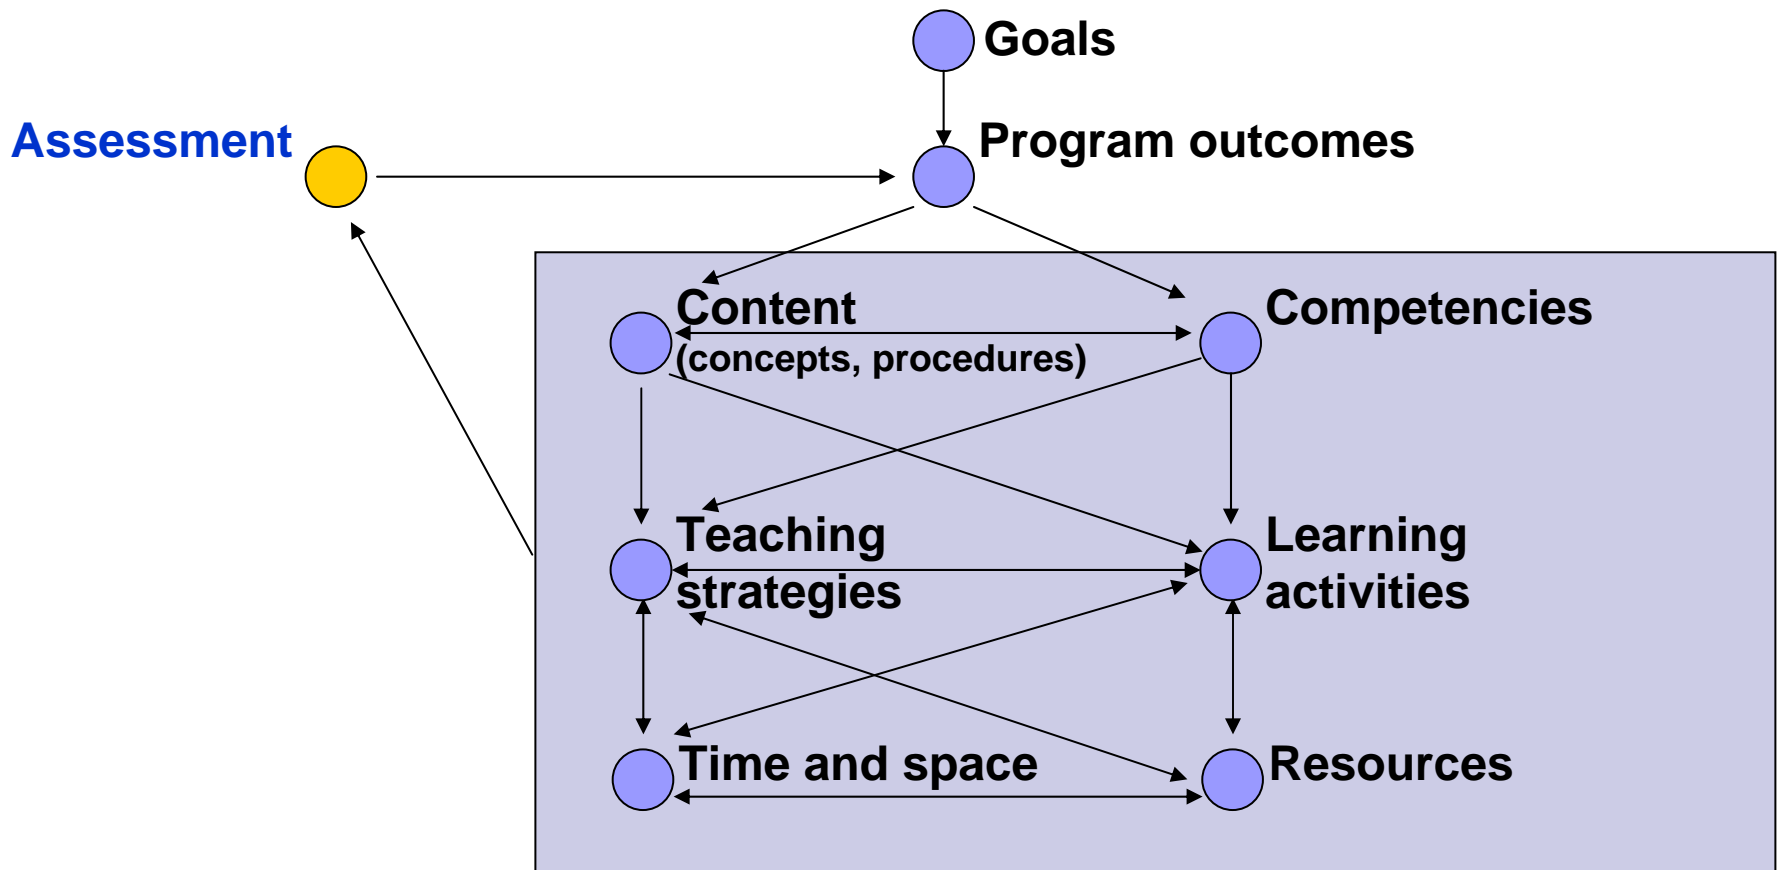 Goals
Assessment
Program outcomes
Content
(concepts, procedures)
Competencies
Teaching
strategies
Learning
activities
Time and space
Resources